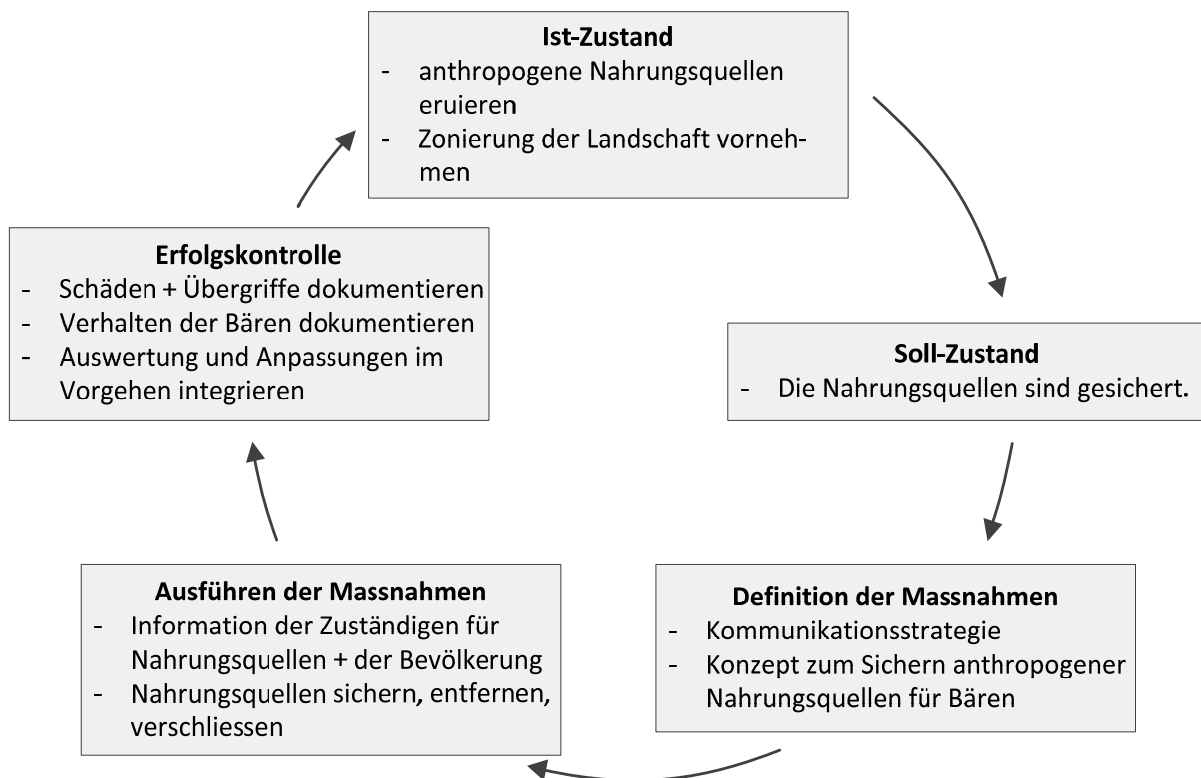 Ist-Zustand
- anthropogene Nahrungsquellen
eruieren
- Zonierung der Landschaft vorneh-
men
Soll-Zustand
- Die Nahrungsquellen sind gesichert.
Definition der Massnahmen
- Kommunikationsstrategie
- Konzept zum Sichern anthropogener
Nahrungsquellen für Bären
Ausführen der Massnahmen
- Information der Zuständigen für
Nahrungsquellen + der Bevölkerung
- Nahrungsquellen sichern, entfernen,
verschliessen
Erfolgskontrolle
- Schäden + Übergriffe dokumentieren
- Verhalten der Bären dokumentieren
- Auswertung und Anpassungen im
Vorgehen integrieren